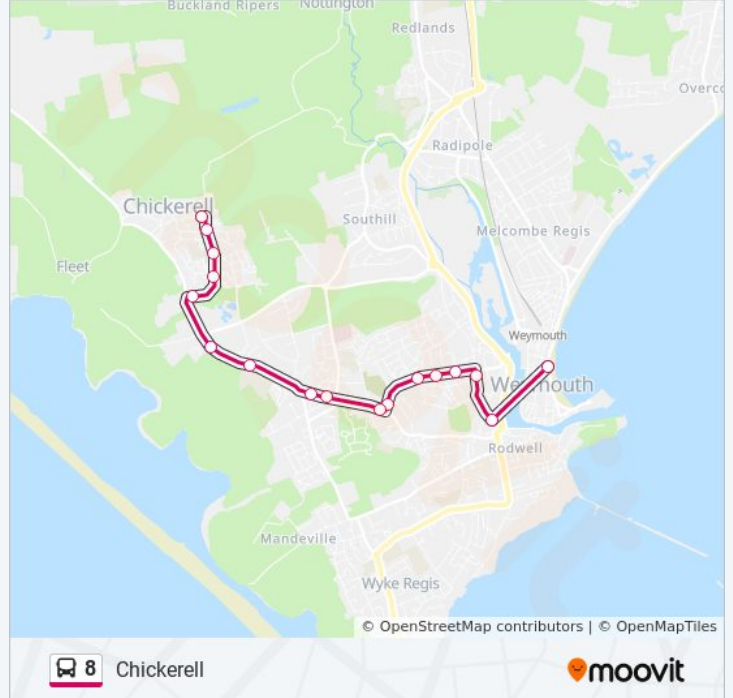 Buckland Ripers
Nottington
Redlands
Overco
Radipole
Chickerell
Southill
Melcombe Regis
Fleet
Weymouth
Weymouth
Rodwell
Mandeville
Wyke Regis
© OpenStreetMap contributors | © OpenMapTiles
8 Chickerell
moovit